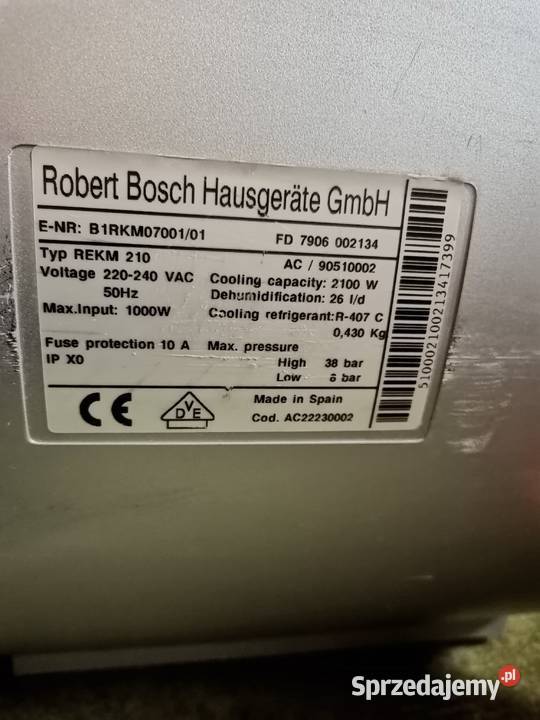 Robert Bosch Hausgeräte GmbH
E-NR: B1RKM07001/01 FD 7906 002134
Typ REKM 210 AC / 90510002
Voltage 220-240 VAC Cooling capacity: 2100 W
50Hz Dehumidification: 26 l/d
Max.Input: 1000W Cooling refrigerant:R-407 C
0,430 Kg
Fuse protection 10 A Max. pressure
IP X0 High 38 bar
Low 6 bar
CE DVE Made in Spain
Cod. AC22230002
510002100213417399
Sprzedajemy.pl